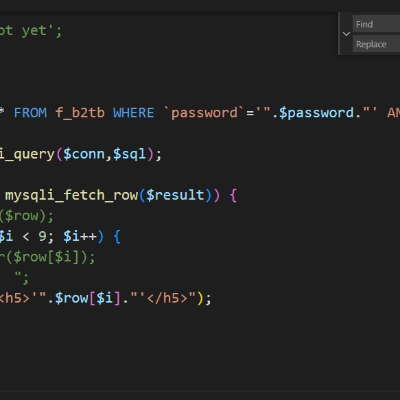 ot yet';
Find
Replace
* FROM f_b2tb WHERE `password`='".$password."' AN
i_query($conn,$sql);
mysqli_fetch_row($result)) {
($row);
$i < 9; $i++) {
r($row[$i]);
";
<h5>'".$row[$i]."'</h5>");